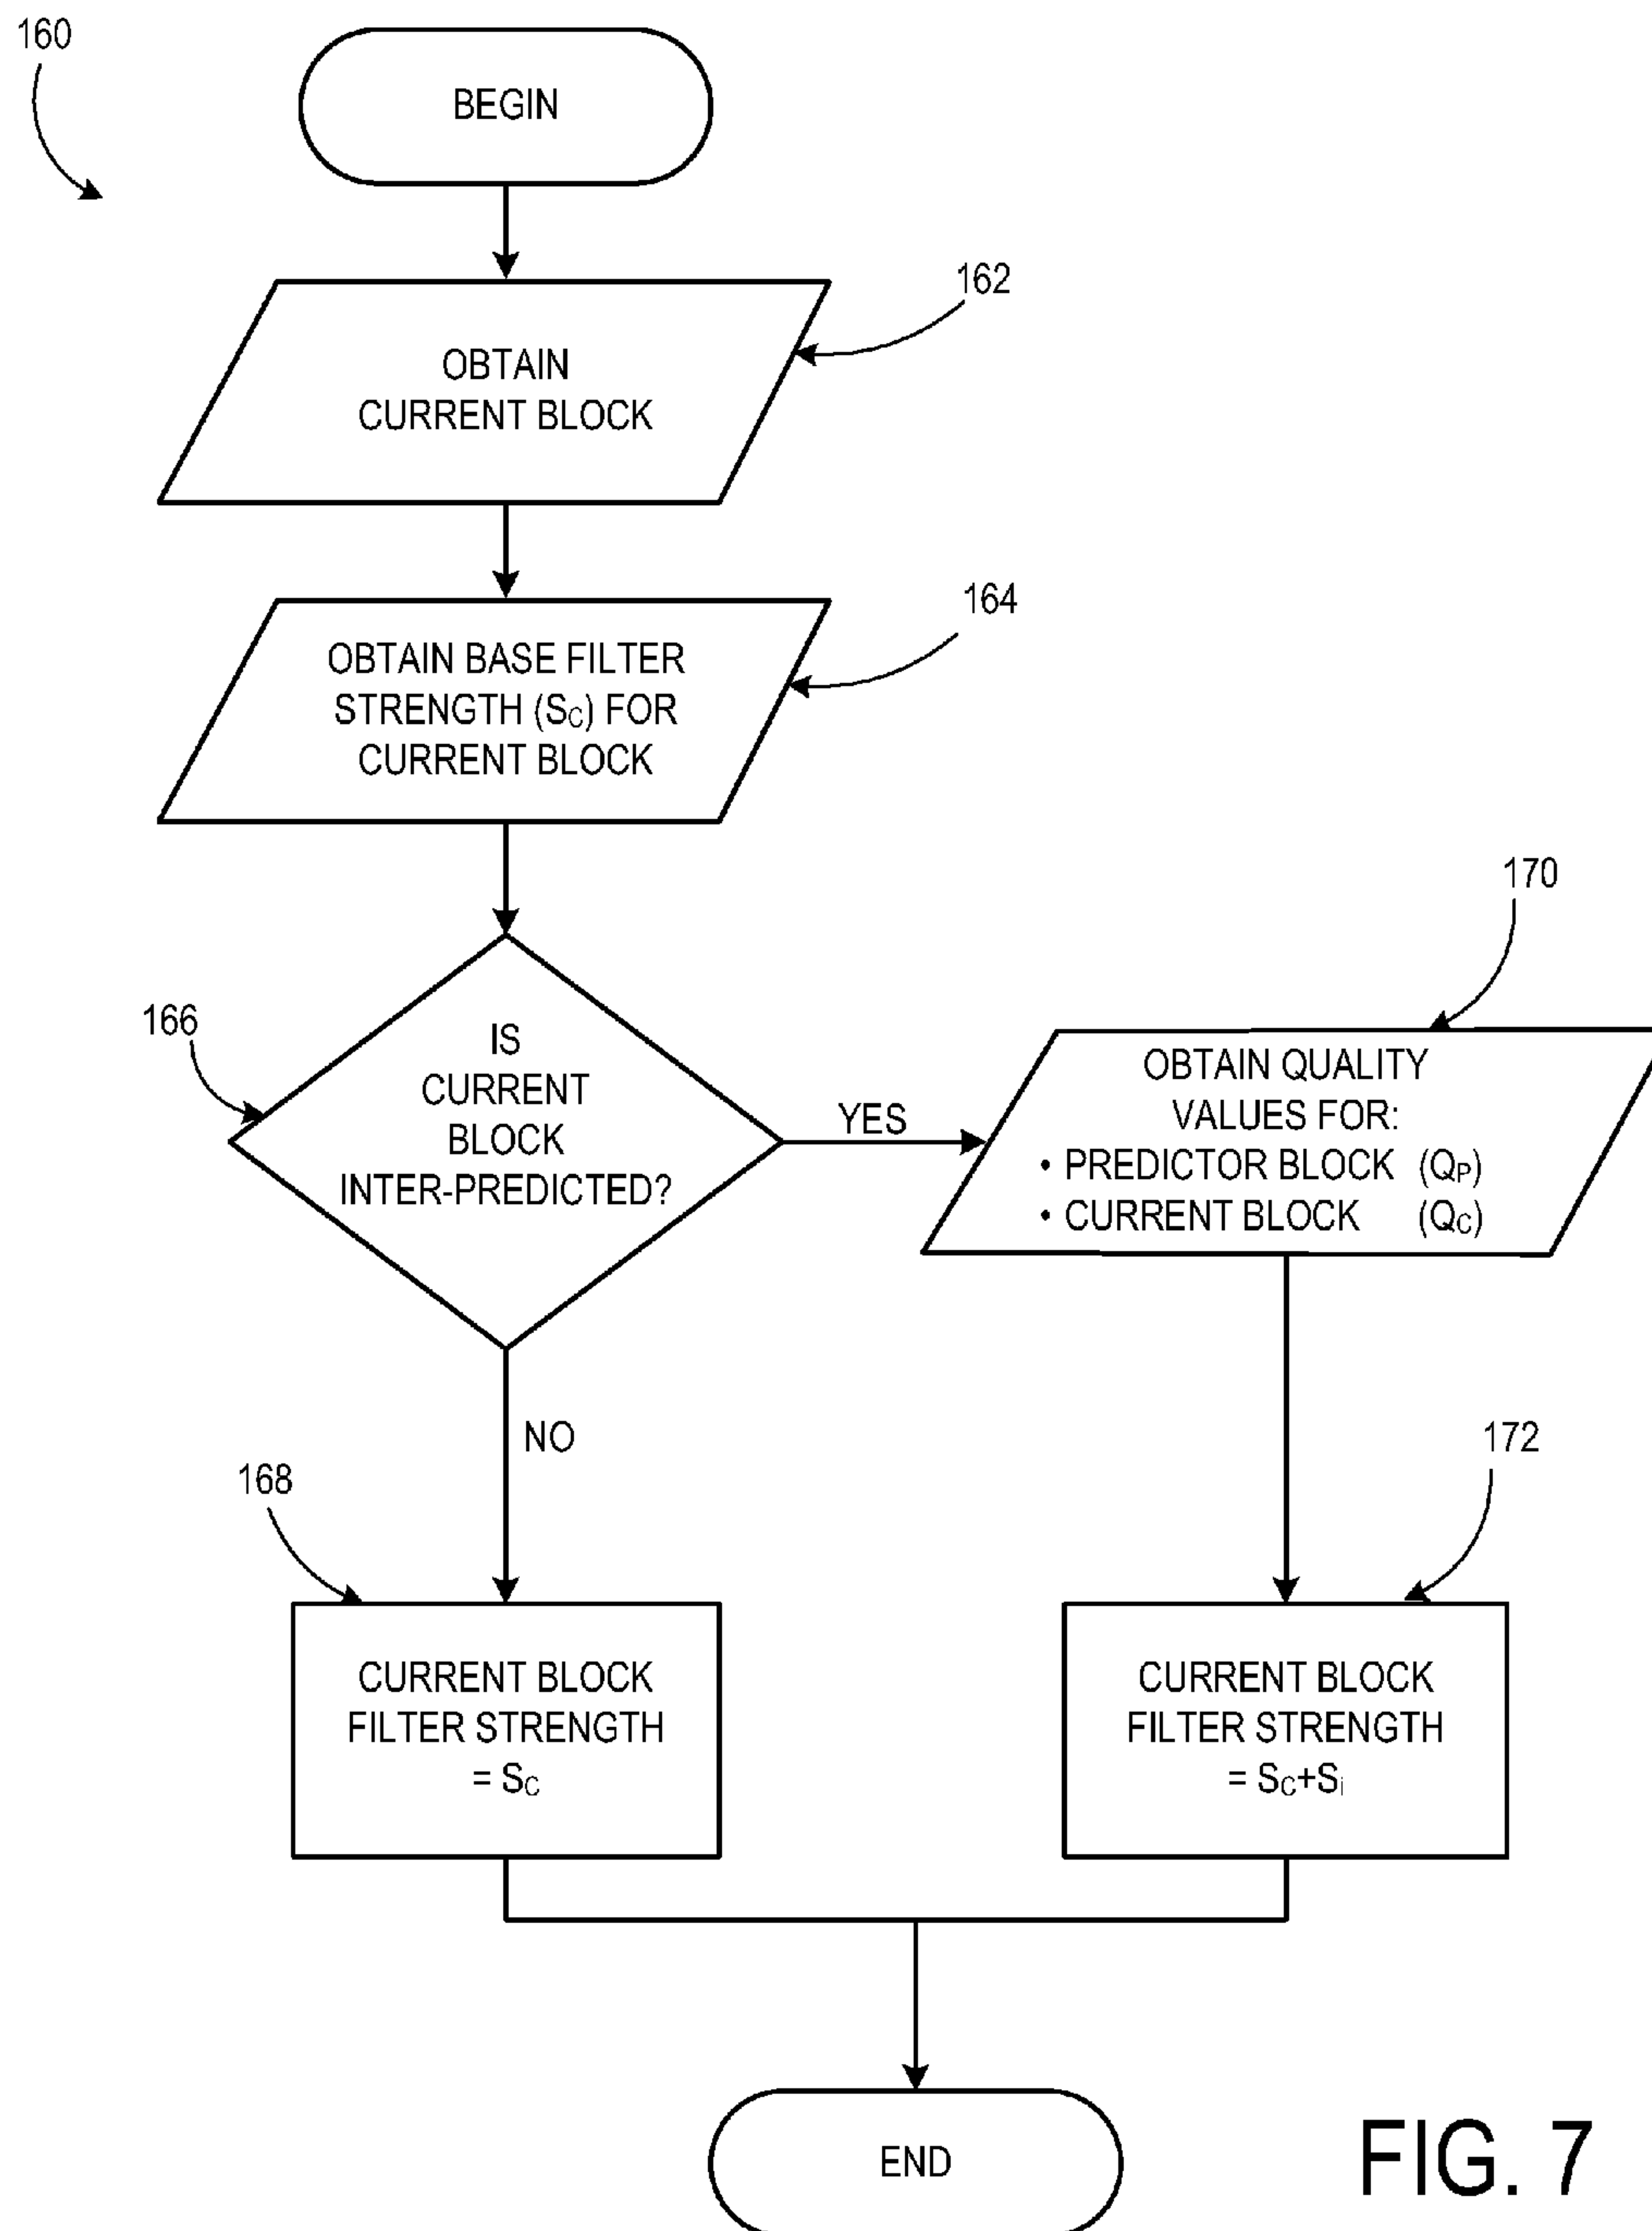 160
BEGIN
162
OBTAIN
CURRENT BLOCK
164
OBTAIN BASE FILTER
STRENGTH (SC) FOR
CURRENT BLOCK
166
IS
CURRENT
BLOCK
INTER-PREDICTED?
YES
170
OBTAIN QUALITY
VALUES FOR:
• PREDICTOR BLOCK (QP)
• CURRENT BLOCK (QC)
NO
168
CURRENT BLOCK
FILTER STRENGTH
= SC
172
CURRENT BLOCK
FILTER STRENGTH
= SC+Si
END
FIG. 7